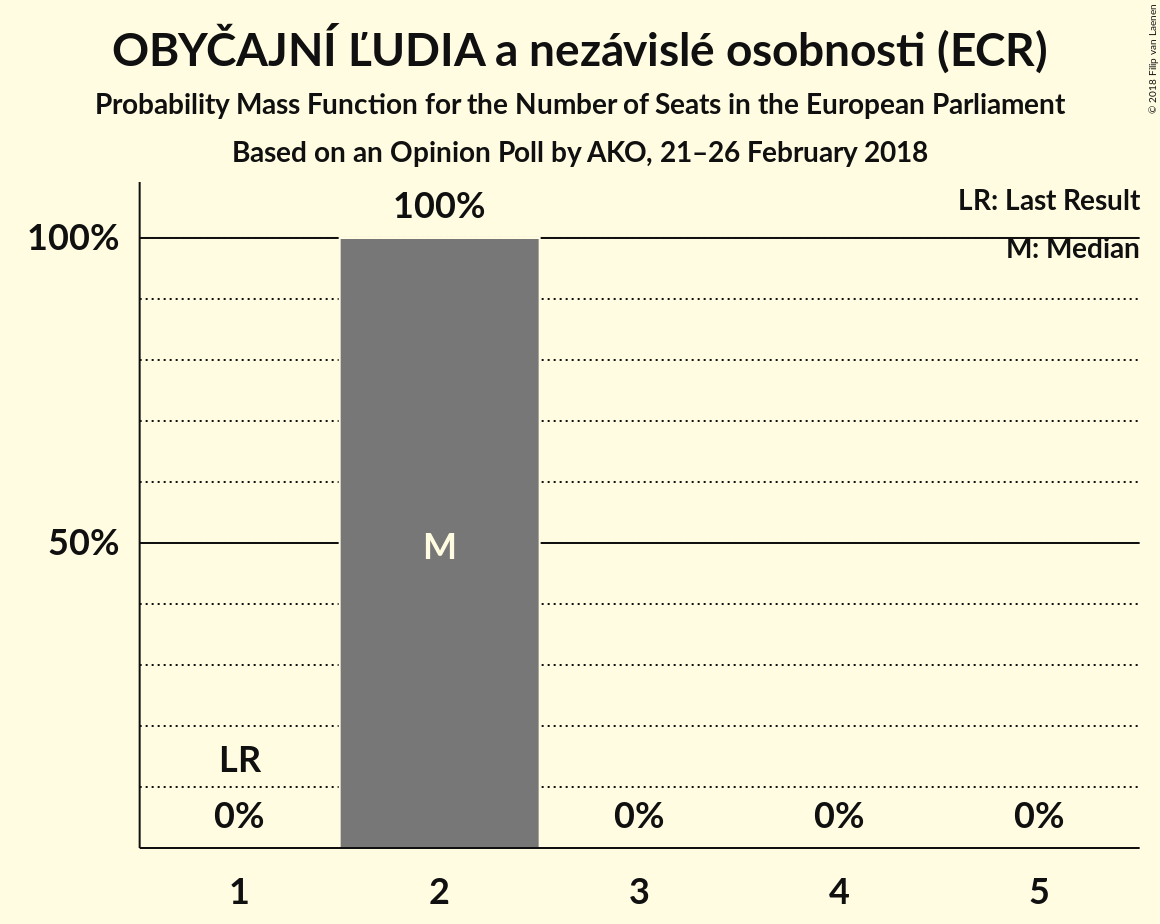 OBYČAJNÍ ĽUDIA a nezávislé osobnosti (ECR)
Probability Mass Function for the Number of Seats in the European Parliament
Based on an Opinion Poll by AKO, 21–26 February 2018
© 2018 Filip van Laenen
LR: Last Result
M: Median
100%
100%
50%
M
LR
0%
0%
0%
0%
1
2
3
4
5